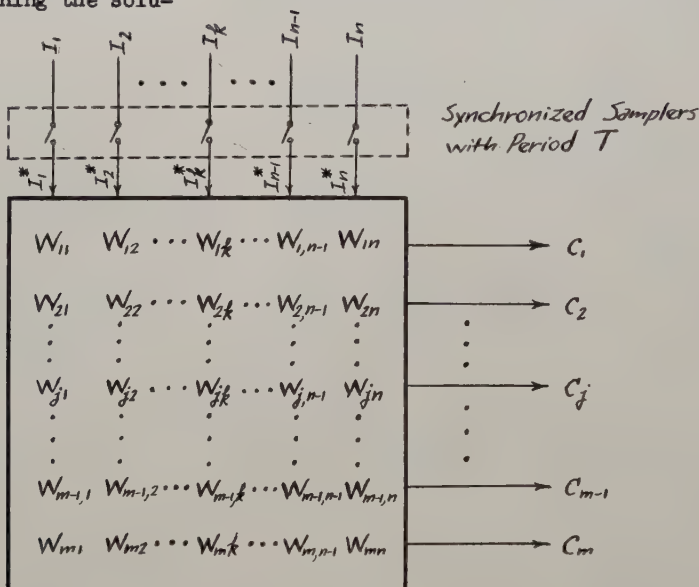 ning the solu-
I₁ I₂ Iₖ Iₙ₋₁ Iₙ
Synchronized Samplers
with Period T
I₁* I₂* Iₖ* Iₙ₋₁* Iₙ*
W₁₁ W₁₂ ··· W₁ₖ ··· W₁,ₙ₋₁ W₁ₙ C₁
W₂₁ W₂₂ ··· W₂ₖ ··· W₂,ₙ₋₁ W₂ₙ C₂
Wⱼ₁ Wⱼ₂ ··· Wⱼₖ ··· Wⱼ,ₙ₋₁ Wⱼₙ Cⱼ
Wₘ₋₁,₁ Wₘ₋₁,₂ ··· Wₘ₋₁,ₖ ··· Wₘ₋₁,ₙ₋₁ Wₘ₋₁,ₙ Cₘ₋₁
Wₘ₁ Wₘ₂ ··· Wₘₖ ··· Wₘ,ₙ₋₁ Wₘₙ Cₘ